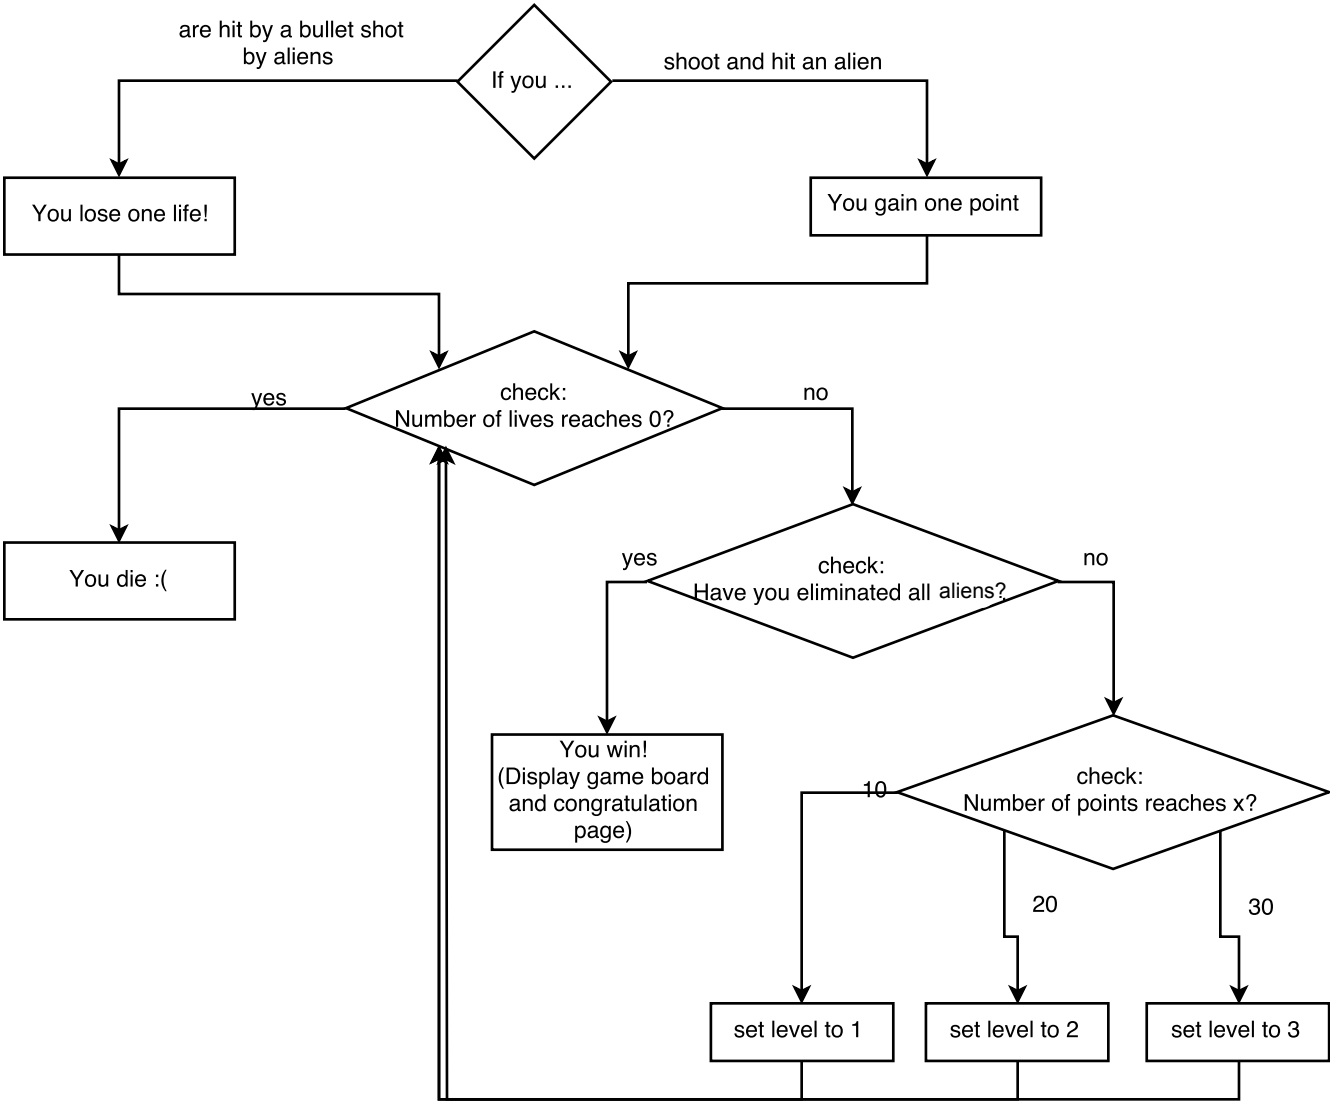 are hit by a bullet shot
by aliens
If you ...
shoot and hit an alien
You lose one life!
You gain one point
check:
Number of lives reaches 0?
yes
no
You die :(
check:
Have you eliminated all aliens?
yes
no
You win!
(Display game board
and congratulation
page)
check:
Number of points reaches x?
10
20
30
set level to 1
set level to 2
set level to 3